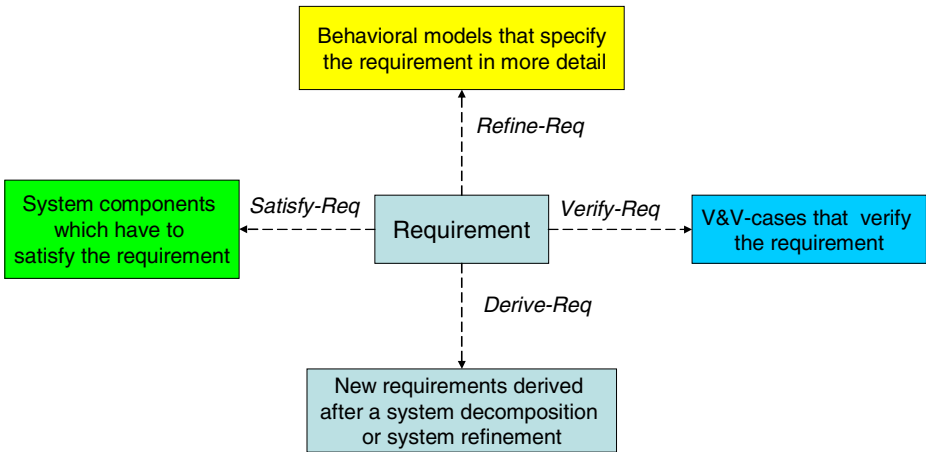 Behavioral models that specify
the requirement in more detail
Refine-Req
System components
which have to
satisfy the requirement
Satisfy-Req
Requirement
Verify-Req
V&V-cases that verify
the requirement
Derive-Req
New requirements derived
after a system decomposition
or system refinement